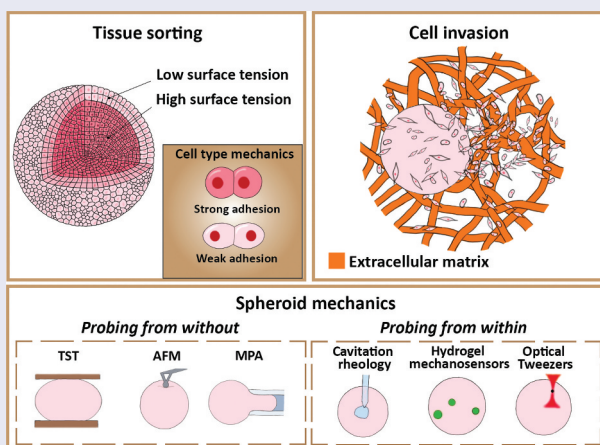 Tissue sorting
Low surface tension
High surface tension
Cell type mechanics
Strong adhesion
Weak adhesion
Cell invasion
Extracellular matrix
Spheroid mechanics
Probing from without
TST
AFM
MPA
Probing from within
Cavitation
rheology
Hydrogel
mechanosensors
Optical
Tweezers